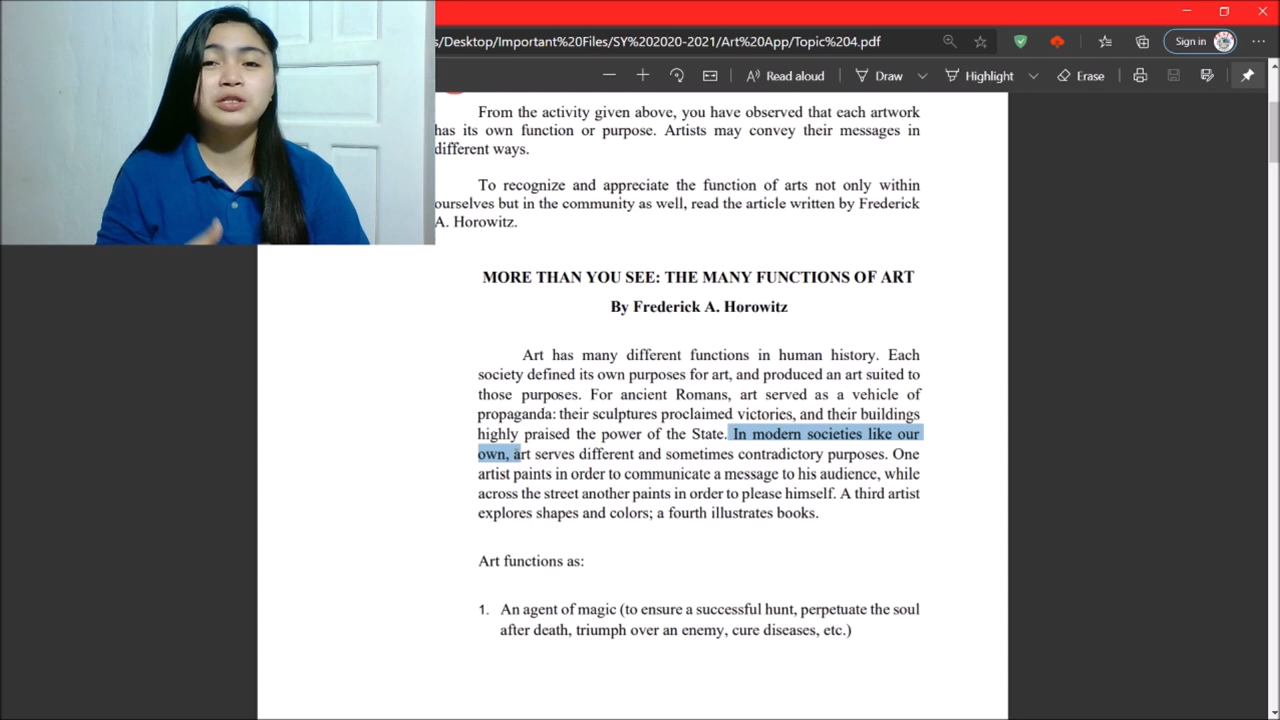 s/Desktop/Important%20Files/SY%202020-2021/Art%20App/Topic%204.pdf
Sign in
Read aloud
Draw
Highlight
Erase
From the activity given above, you have observed that each artwork
has its own function or purpose. Artists may convey their messages in
different ways.
To recognize and appreciate the function of arts not only within
ourselves but in the community as well, read the article written by Frederick
A. Horowitz.
MORE THAN YOU SEE: THE MANY FUNCTIONS OF ART
By Frederick A. Horowitz
Art has many different functions in human history. Each
society defined its own purposes for art, and produced an art suited to
those purposes. For ancient Romans, art served as a vehicle of
propaganda: their sculptures proclaimed victories, and their buildings
highly praised the power of the State. In modern societies like our
own, art serves different and sometimes contradictory purposes. One
artist paints in order to communicate a message to his audience, while
across the street another paints in order to please himself. A third artist
explores shapes and colors; a fourth illustrates books.
Art functions as:
1. An agent of magic (to ensure a successful hunt, perpetuate the soul
after death, triumph over an enemy, cure diseases, etc.)